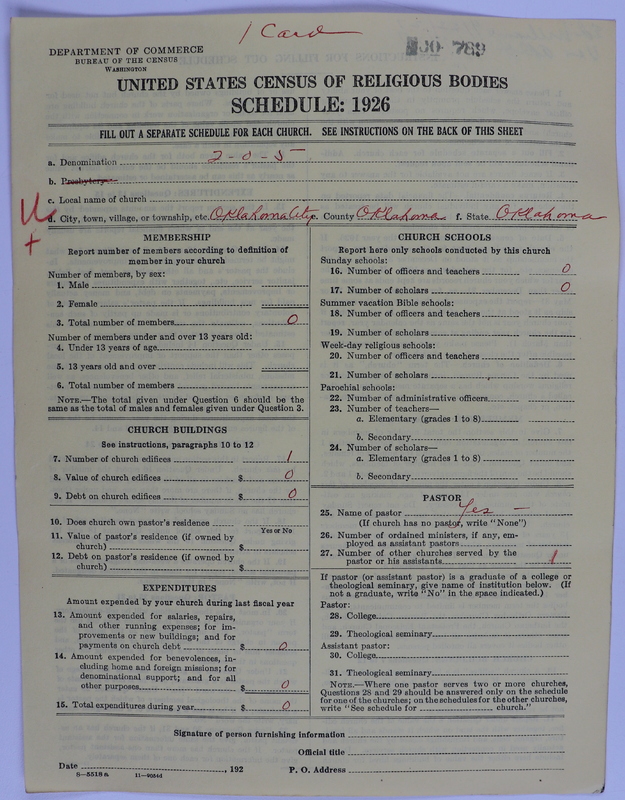 1 Card
30- 789
DEPARTMENT OF COMMERCE
BUREAU OF THE CENSUS
WASHINGTON
UNITED STATES CENSUS OF RELIGIOUS BODIES
SCHEDULE: 1926
FILL OUT A SEPARATE SCHEDULE FOR EACH CHURCH. SEE INSTRUCTIONS ON THE BACK OF THIS SHEET
a. Denomination 2-0-5
b. Presbytery
c. Local name of church
d. City, town, village, or township, etc. Oklahoma City e. County Oklahoma f. State Oklahoma
+
MEMBERSHIP
Report number of members according to definition of
member in your church
Number of members, by sex:
1. Male
2. Female
3. Total number of members 0
Number of members under and over 13 years old:
4. Under 13 years of age
5. 13 years old and over
6. Total number of members
NOTE.—The total given under Question 6 should be the
same as the total of males and females given under Question 3.
CHURCH BUILDINGS
See instructions, paragraphs 10 to 12
7. Number of church edifices 1
8. Value of church edifices $ 0
9. Debt on church edifices $ 0
10. Does church own pastor's residence
Yes or No
11. Value of pastor's residence (if owned by
church) $
12. Debt on pastor's residence (if owned by
church) $
EXPENDITURES
Amount expended by your church during last fiscal year
13. Amount expended for salaries, repairs,
and other running expenses; for im-
provements or new buildings; and for
payments on church debt $ 0
14. Amount expended for benevolences, in-
cluding home and foreign missions; for
denominational support; and for all
other purposes $ 0
15. Total expenditures during year $ 0
CHURCH SCHOOLS
Report here only schools conducted by this church
Sunday schools:
16. Number of officers and teachers 0
17. Number of scholars 0
Summer vacation Bible schools:
18. Number of officers and teachers
19. Number of scholars
Week-day religious schools:
20. Number of officers and teachers
21. Number of scholars
Parochial schools:
22. Number of administrative officers
23. Number of teachers—
a. Elementary (grades 1 to 8)
b. Secondary
24. Number of scholars—
a. Elementary (grades 1 to 8)
b. Secondary
PASTOR
25. Name of pastor Yes -
(If church has no pastor, write "None")
26. Number of ordained ministers, if any, em-
ployed as assistant pastors
27. Number of other churches served by the
pastor or his assistants 1
If pastor (or assistant pastor) is a graduate of a college or
theological seminary, give name of institution below. (If
not a graduate, write "No" in the space indicated.)
Pastor:
28. College
29. Theological seminary
Assistant pastor:
30. College
31. Theological seminary
NOTE.—Where one pastor serves two or more churches,
Questions 28 and 29 should be answered only on the schedule
for one of the churches; on the schedules for the other churches,
write "See schedule for church."
Signature of person furnishing information
Official title
Date , 192 P. O. Address
8—5518 a 11—9054d